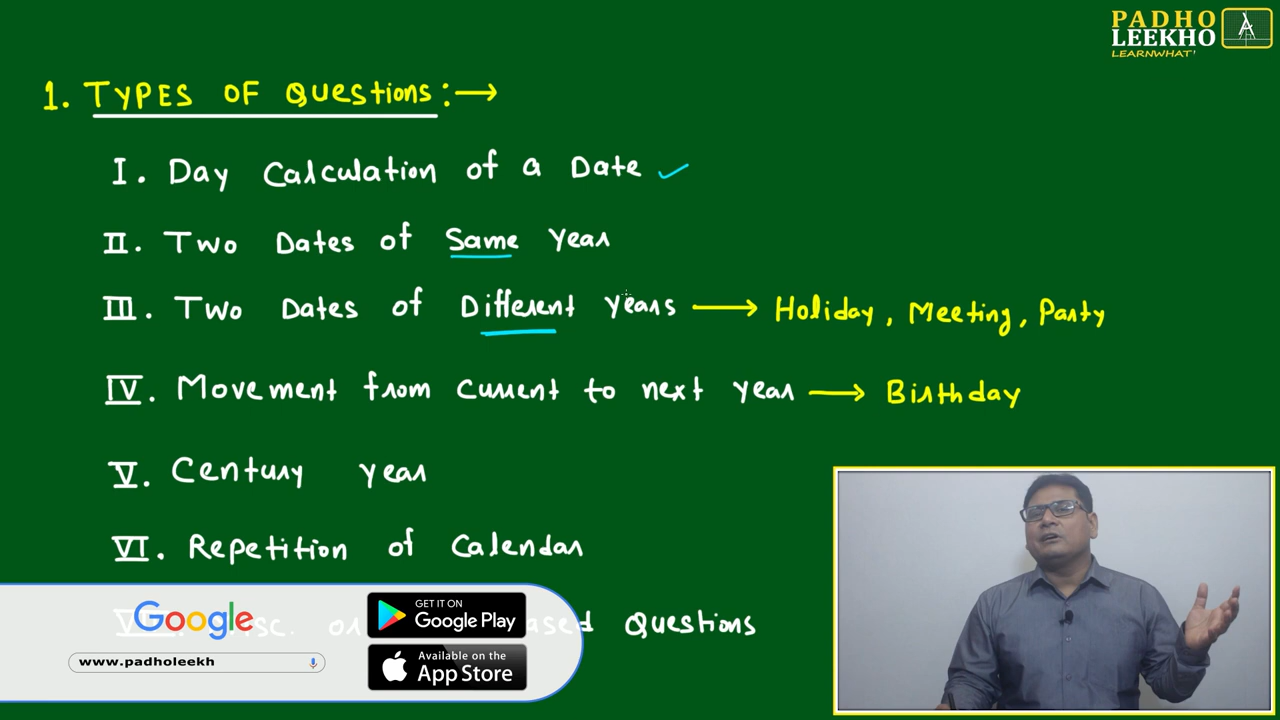 PADHO
LEEKHO
LEARNWHAT'
1. TYPES OF Questions:→
I. Day Calculation of a Date ✓
II. Two Dates of Same Year
III. Two Dates of Different years → Holiday, Meeting, Party
IV. Movement from current to next year → Birthday
V. Century year
VI. Repetition of Calendar
Questions
Google
www.padholeekh
GET IT ON
Google Play
Available on the
App Store